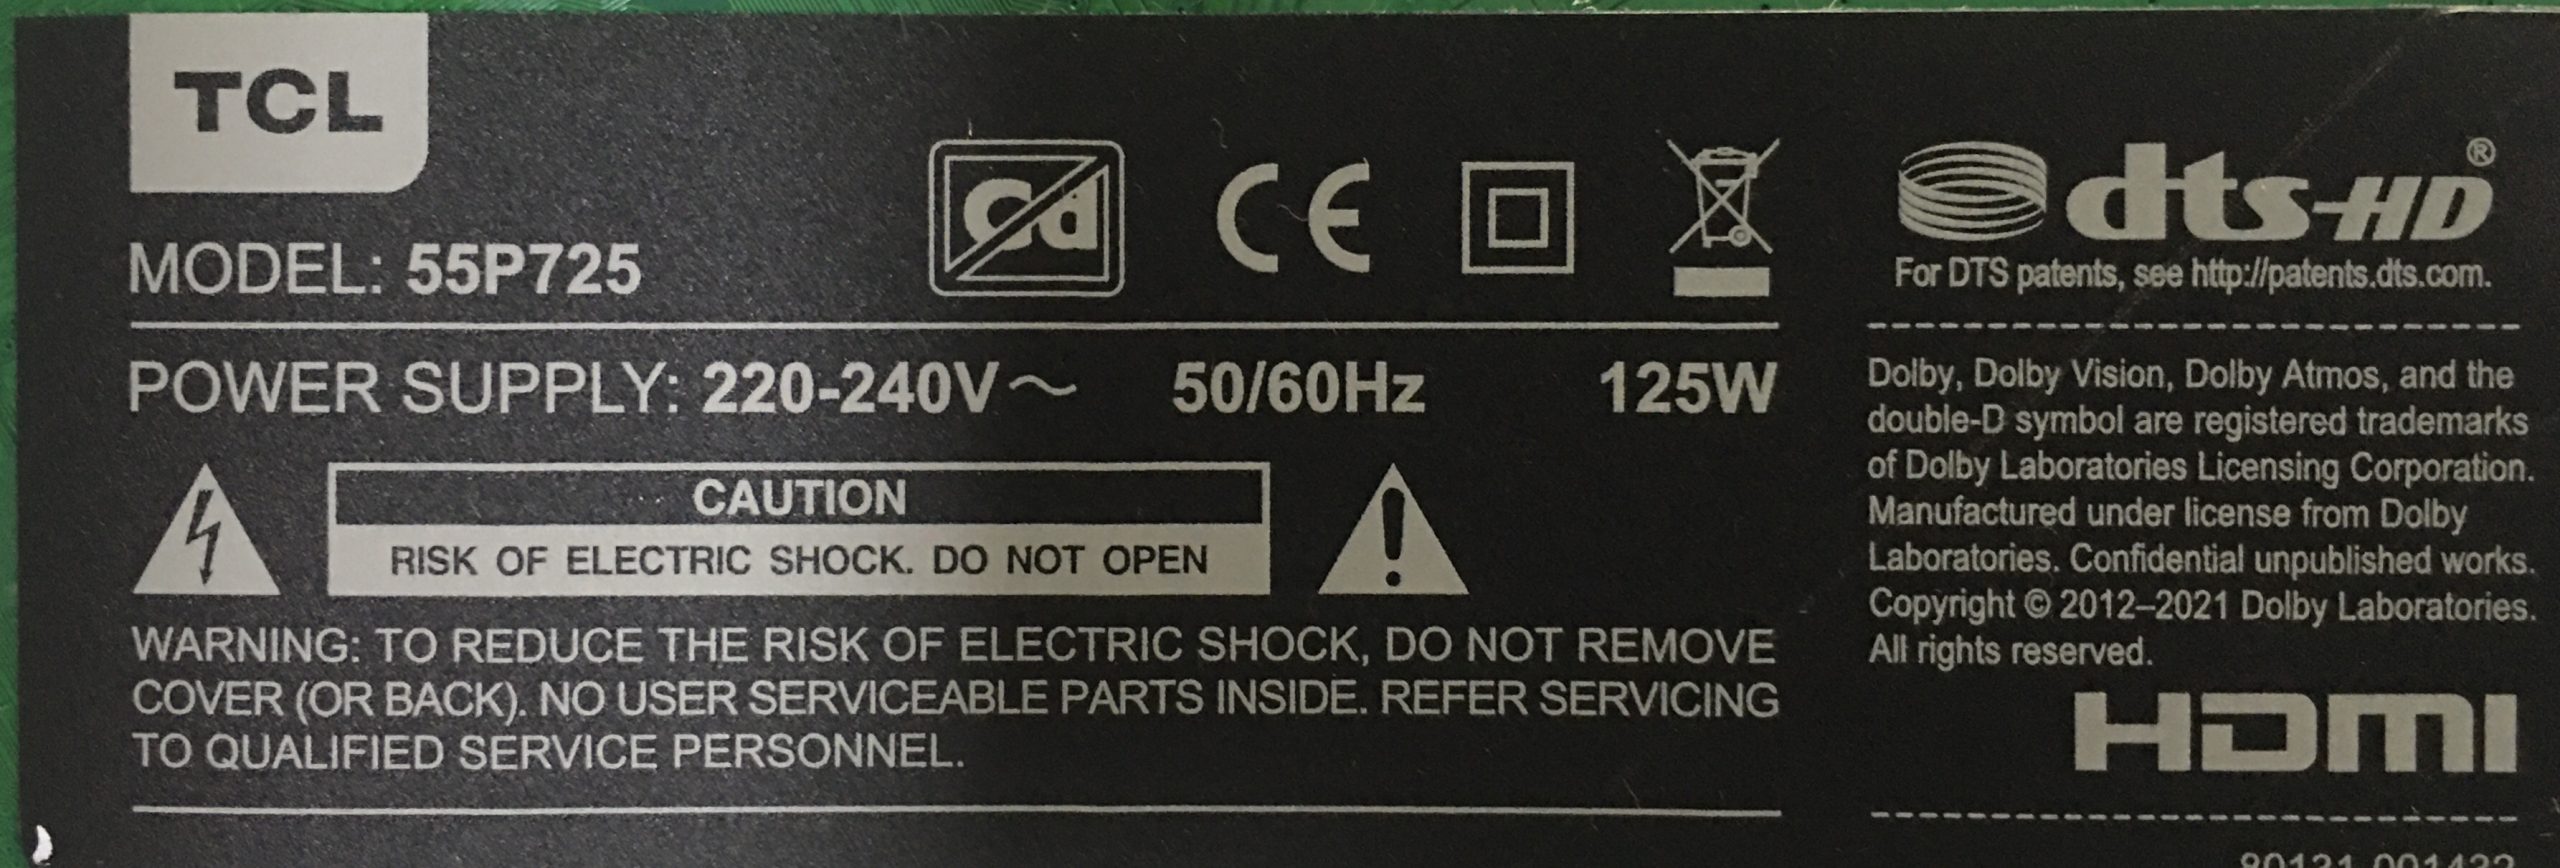 TCL
Cd
CE
MODEL: 55P725
POWER SUPPLY: 220-240V～ 50/60Hz 125W
CAUTION
RISK OF ELECTRIC SHOCK. DO NOT OPEN
WARNING: TO REDUCE THE RISK OF ELECTRIC SHOCK, DO NOT REMOVE
COVER (OR BACK). NO USER SERVICEABLE PARTS INSIDE. REFER SERVICING
TO QUALIFIED SERVICE PERSONNEL.
dts-HD®
For DTS patents, see http://patents.dts.com.
Dolby, Dolby Vision, Dolby Atmos, and the
double-D symbol are registered trademarks
of Dolby Laboratories Licensing Corporation.
Manufactured under license from Dolby
Laboratories. Confidential unpublished works.
Copyright © 2012–2021 Dolby Laboratories.
All rights reserved.
HDMI